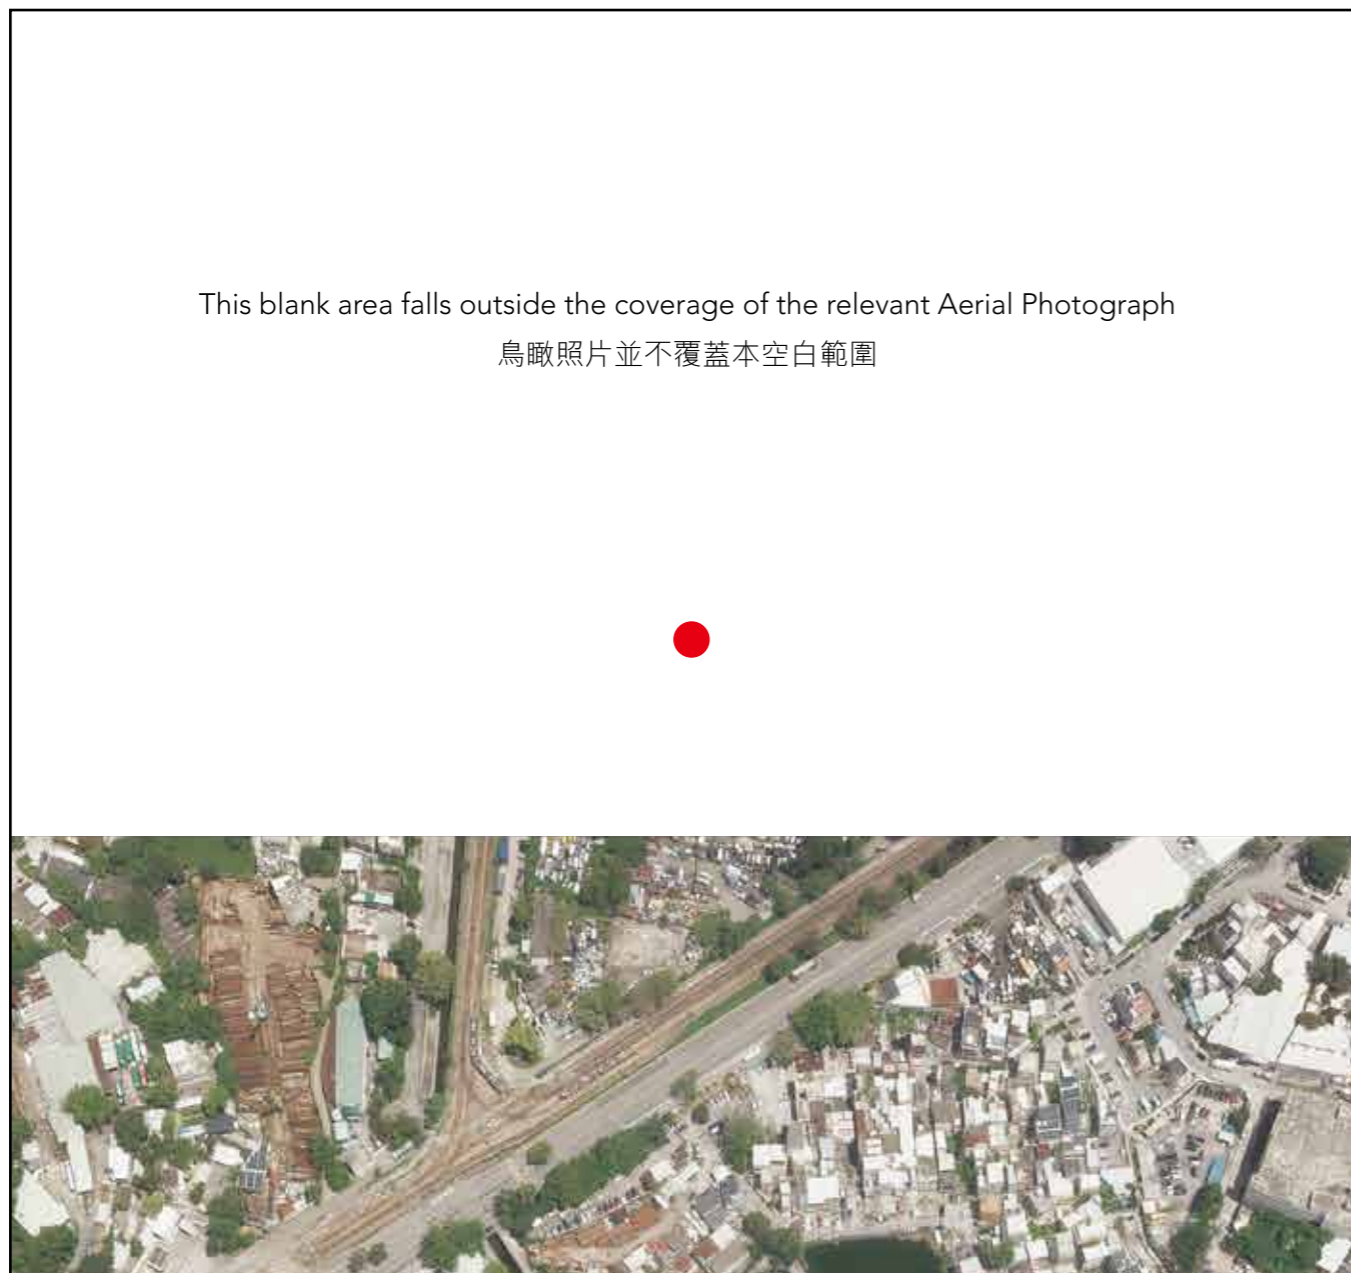 This blank area falls outside the coverage of the relevant Aerial Photograph
鳥瞰照片並不覆蓋本空白範圍